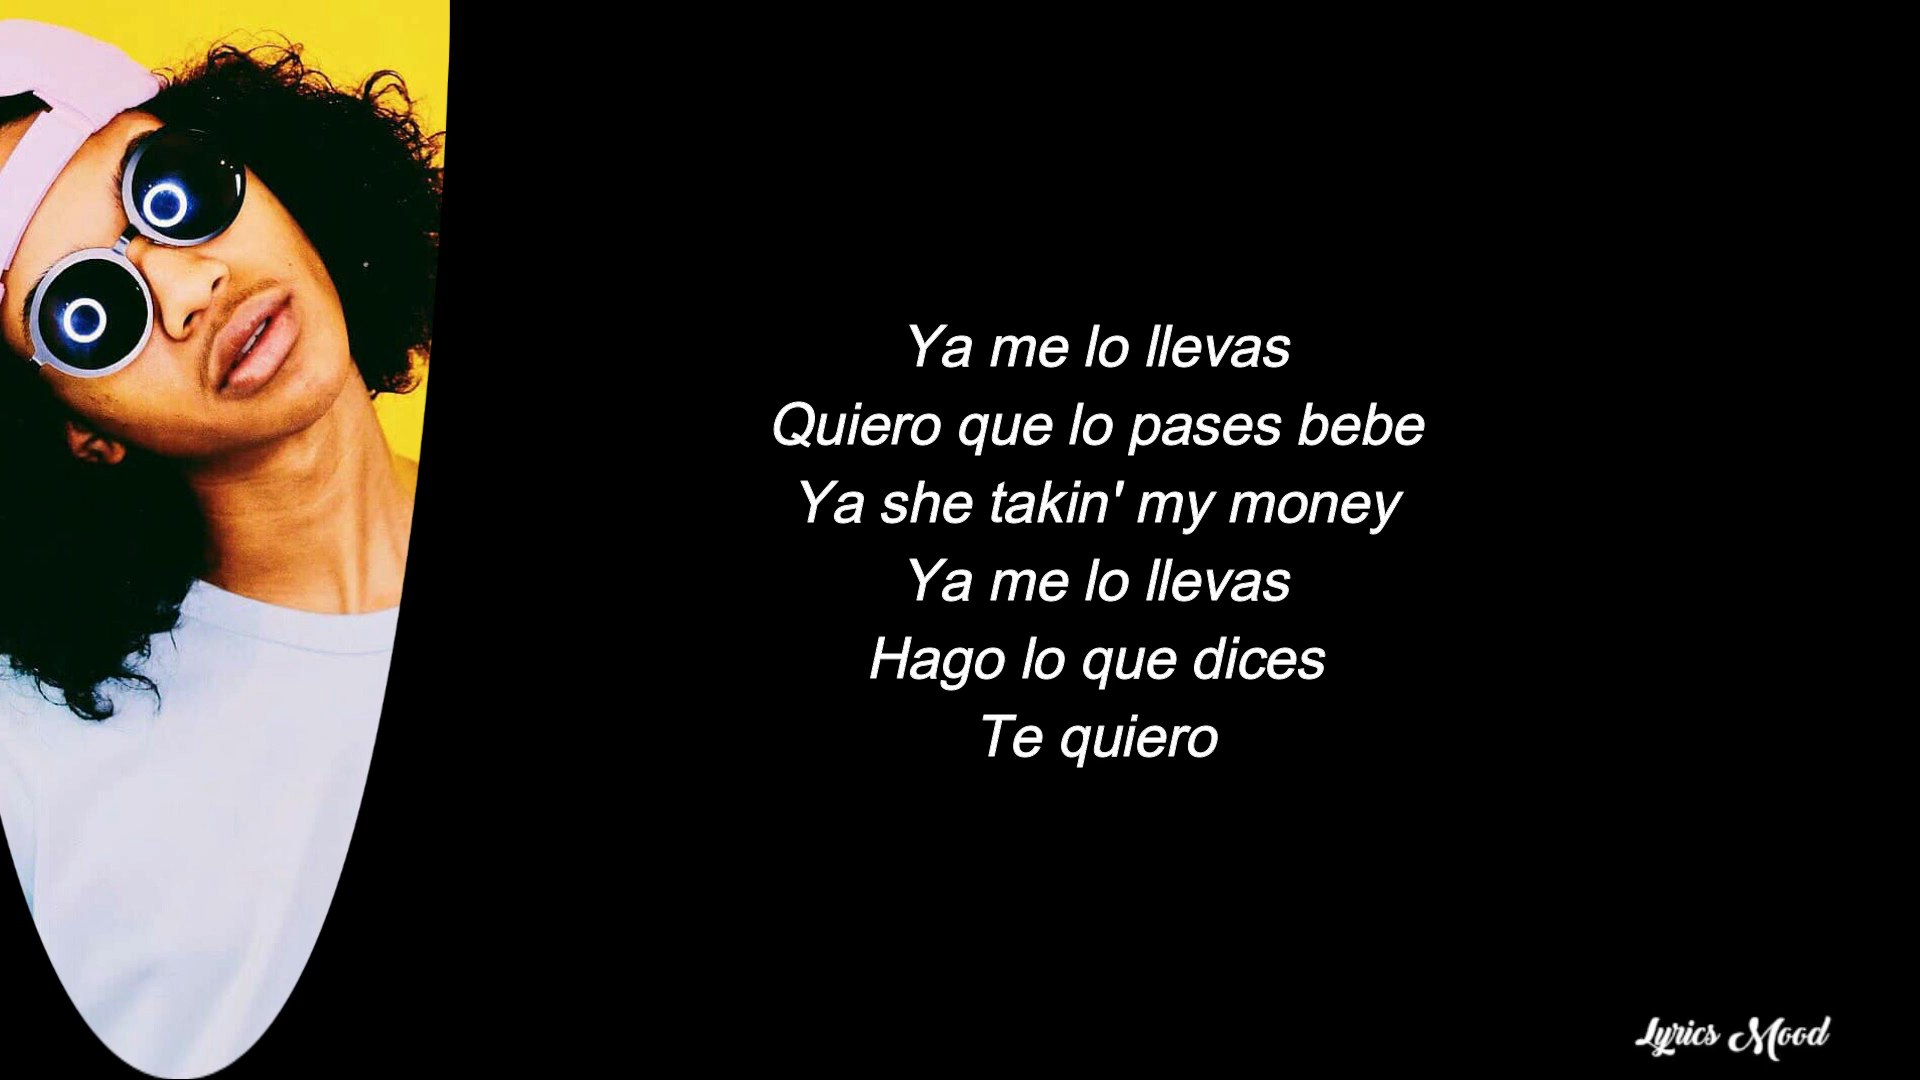 Ya me lo llevas
Quiero que lo pases bebe
Ya she takin' my money
Ya me lo llevas
Hago lo que dices
Te quiero
Lyrics Mood